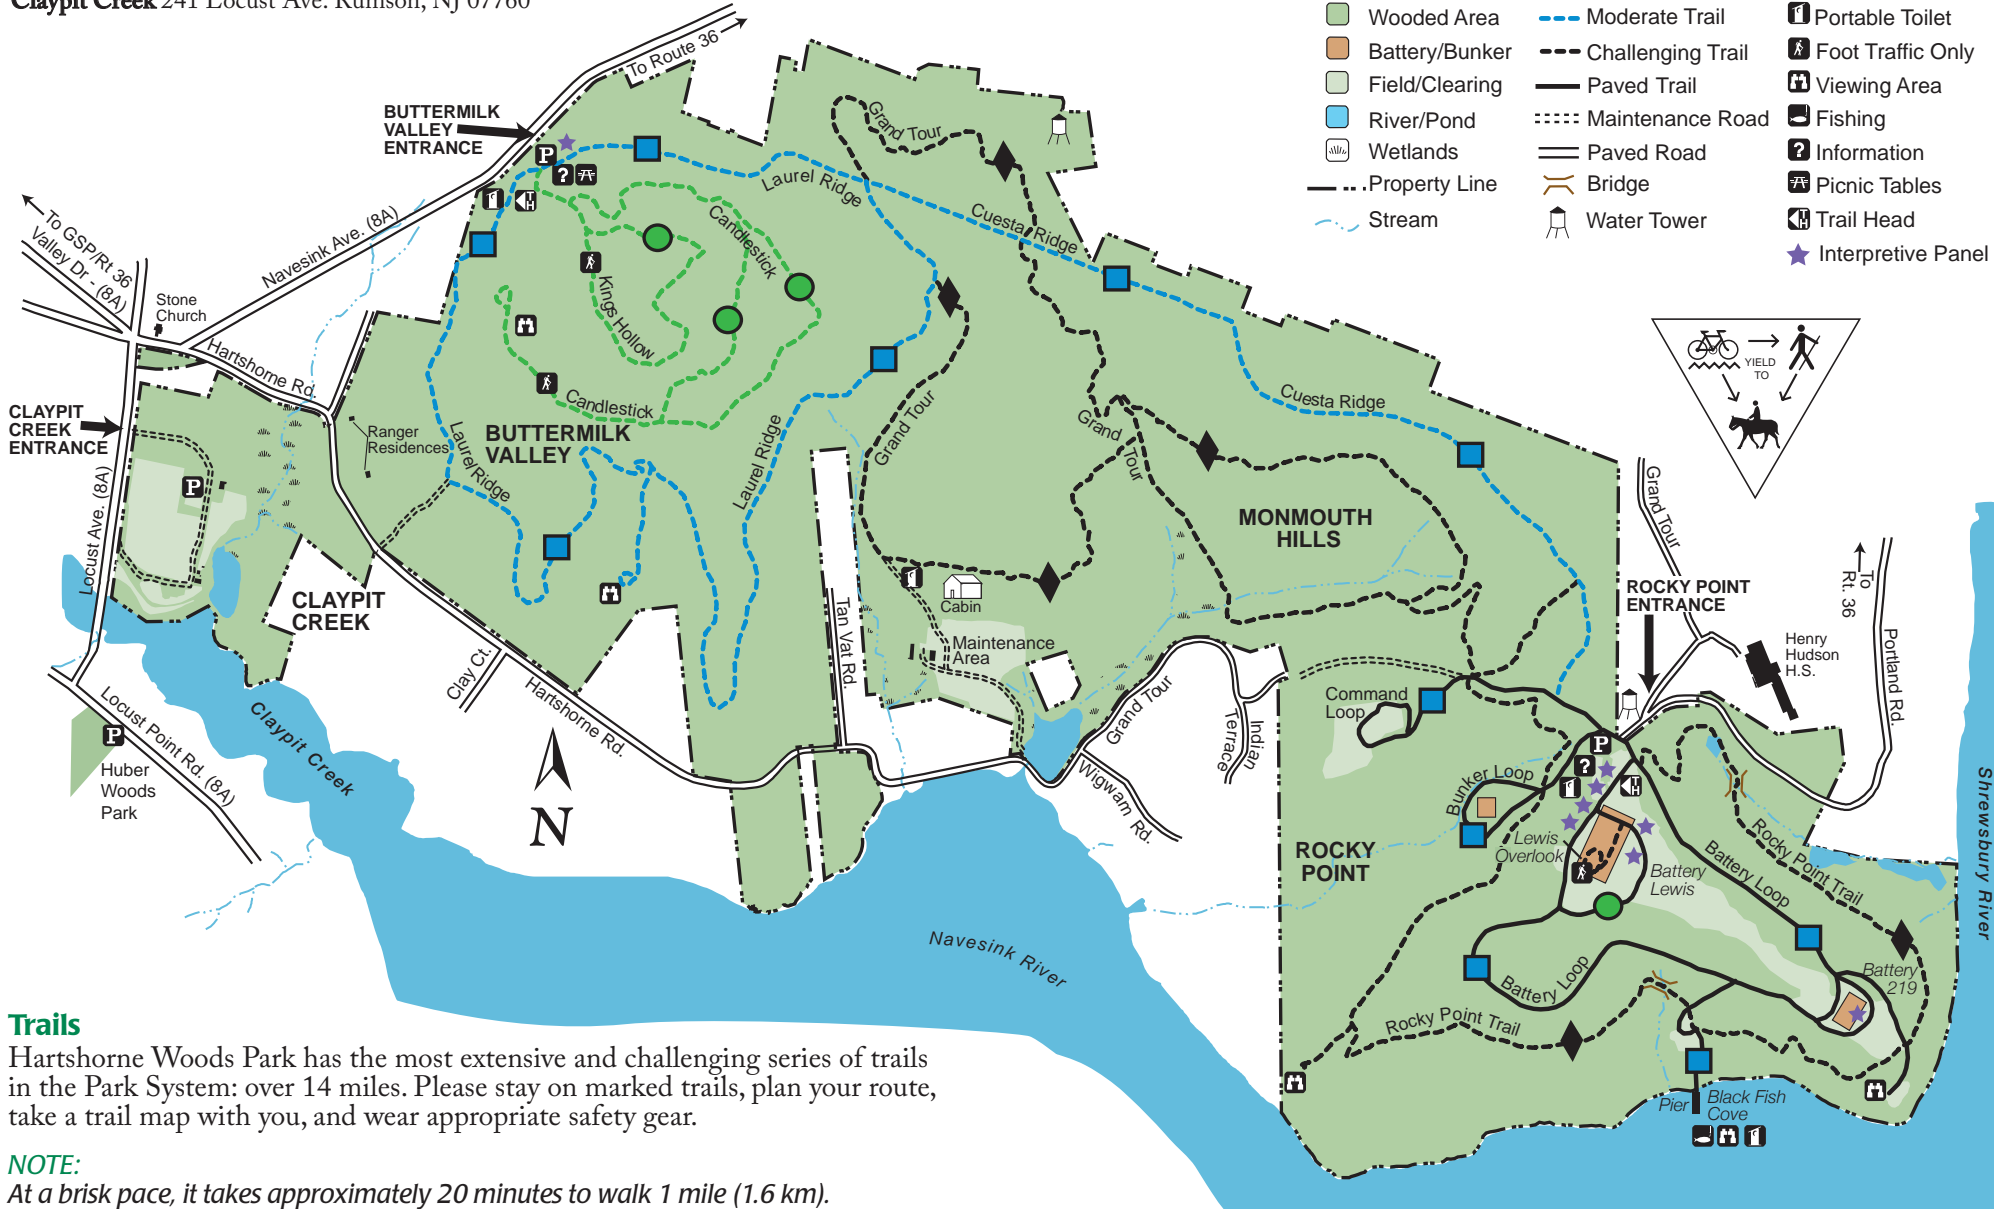 Claypit Creek 241 Locust Ave. Rumson, NJ 07760
Wooded Area
Battery/Bunker
Field/Clearing
River/Pond
Wetlands
Property Line
Stream
Moderate Trail
Challenging Trail
Paved Trail
Maintenance Road
Paved Road
Bridge
Water Tower
Portable Toilet
Foot Traffic Only
Viewing Area
Fishing
? Information
Picnic Tables
TH Trail Head
Interpretive Panel
YIELD
TO
To Route 36
BUTTERMILK
VALLEY
ENTRANCE
P
?
TH
To GSP/Rt 36
Valley Dr - (8A)
Navesink Ave. (8A)
Stone
Church
Hartshorne Rd.
CLAYPIT
CREEK
ENTRANCE
Locust Ave. (8A)
P
Ranger
Residences
Laurel Ridge
BUTTERMILK
VALLEY
Kings Hollow
Candlestick
Candlestick
Laurel Ridge
Laurel Ridge
Grand Tour
Cuesta Ridge
Cuesta Ridge
Grand Tour
Grand
Tour
MONMOUTH
HILLS
CLAYPIT
CREEK
Cabin
Maintenance
Area
Tan Vat Rd.
Clay Ct.
Hartshorne Rd.
Locust Point Rd. (8A)
P
Huber
Woods
Park
Claypit Creek
N
Grand Tour
Wigwam Rd.
Indian
Terrace
Grand Tour
ROCKY POINT
ENTRANCE
To
Rt. 36
Portland Rd.
Henry
Hudson
H.S.
Command
Loop
P
?
TH
Bunker Loop
Lewis
Overlook
Battery
Lewis
ROCKY
POINT
Battery Loop
Rocky Point Trail
Battery
219
Battery Loop
Rocky Point Trail
Pier
Black Fish
Cove
Navesink River
Shrewsbury River
Trails
Hartshorne Woods Park has the most extensive and challenging series of trails
in the Park System: over 14 miles. Please stay on marked trails, plan your route,
take a trail map with you, and wear appropriate safety gear.
NOTE:
At a brisk pace, it takes approximately 20 minutes to walk 1 mile (1.6 km).